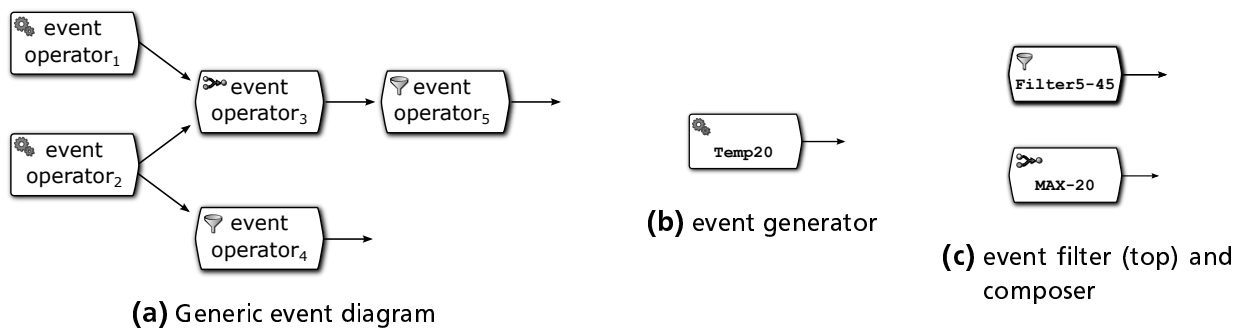 event
operator₁
event
operator₂
event
operator₃
event
operator₅
event
operator₄
(a) Generic event diagram
Temp20
(b) event generator
Filter5-45
MAX-20
(c) event filter (top) and
composer